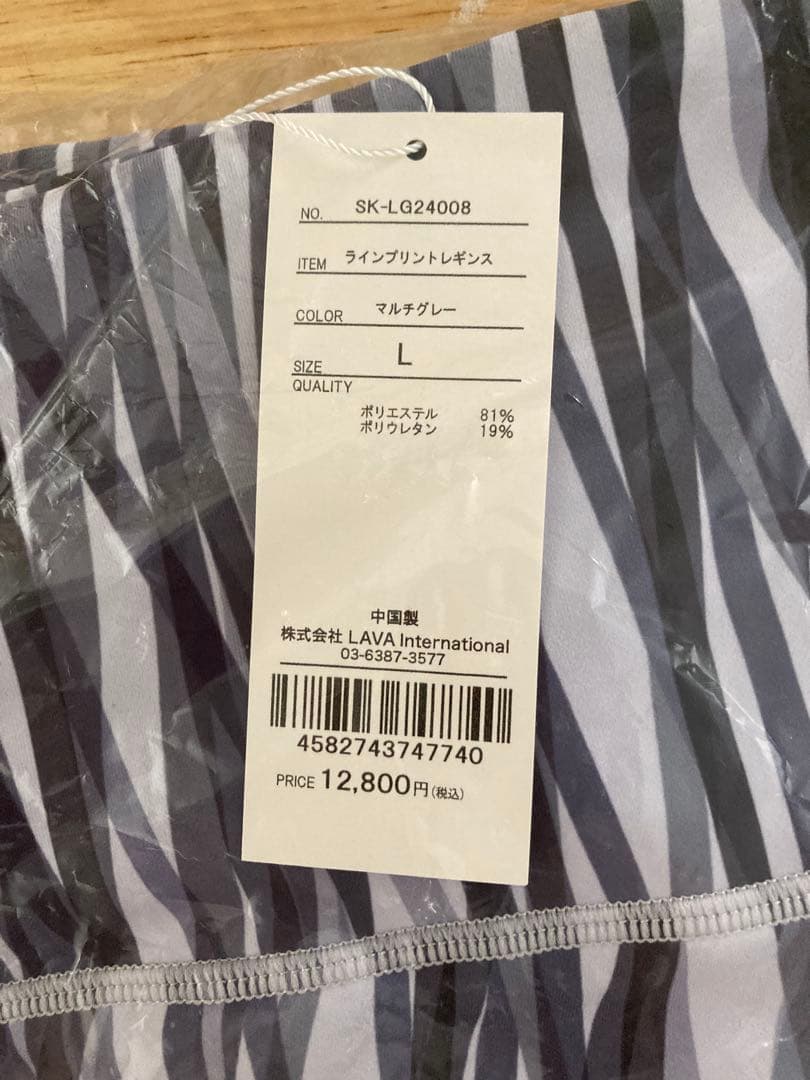 NO. SK-LG24008
ITEM ラインプリントレギンス
COLOR マルチグレー
SIZE L
QUALITY
ポリエステル 81%
ポリウレタン 19%
中国製
株式会社 LAVA International
03-6387-3577
4582743747740
PRICE 12,800円(税込)